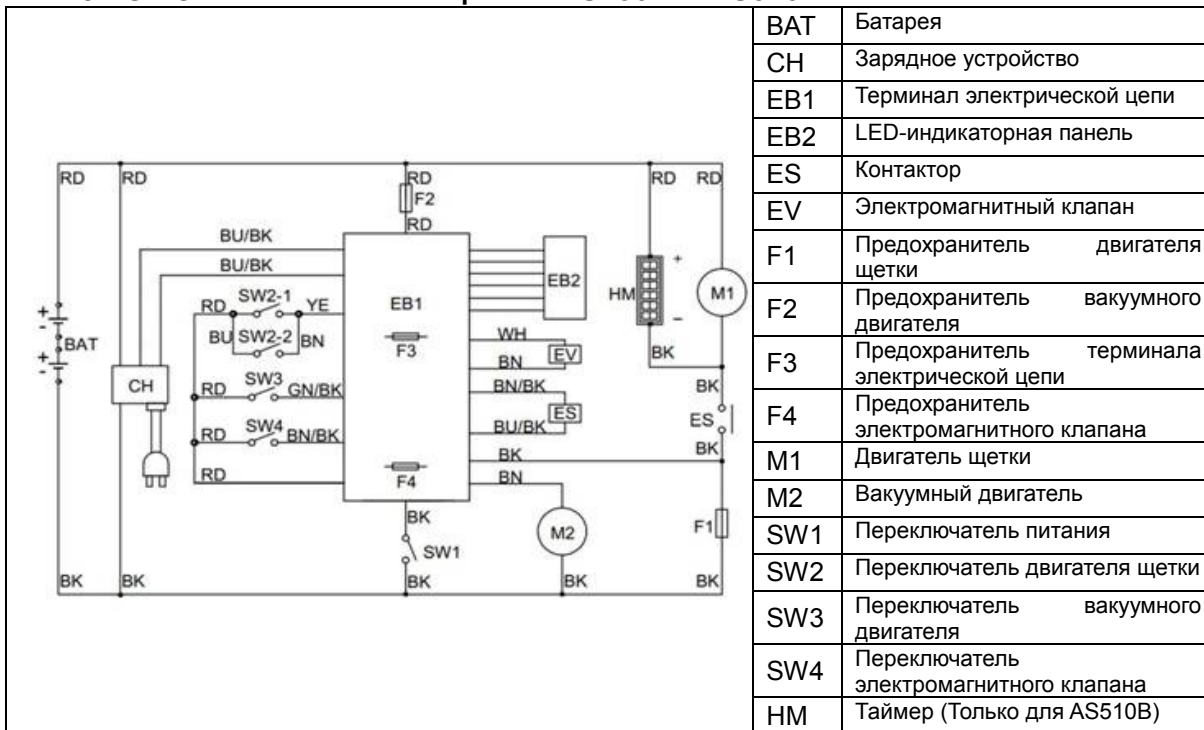 RD RD RD RD RD
F2
RD
BU/BK
BU/BK
RD SW2-1 YE
BU SW2-2 BN
EB1
EB2
HM
+
−
M1
+
-
+
-
BAT
CH
F3
WH
BN
EV
BK
RD SW3 GN/BK
BN/BK
BK
ES
ES
RD SW4 BN/BK
BU/BK
BK
BK
RD
F4
BN
BK
SW1
M2
F1
BK BK BK BK BK
BAT Батарея
CH Зарядное устройство
EB1 Терминал электрической цепи
EB2 LED-индикаторная панель
ES Контактор
EV Электромагнитный клапан
F1 Предохранитель двигателя
щетки
F2 Предохранитель вакуумного
двигателя
F3 Предохранитель терминала
электрической цепи
F4 Предохранитель
электромагнитного клапана
M1 Двигатель щетки
M2 Вакуумный двигатель
SW1 Переключатель питания
SW2 Переключатель двигателя щетки
SW3 Переключатель вакуумного
двигателя
SW4 Переключатель
электромагнитного клапана
HM Таймер (Только для AS510B)